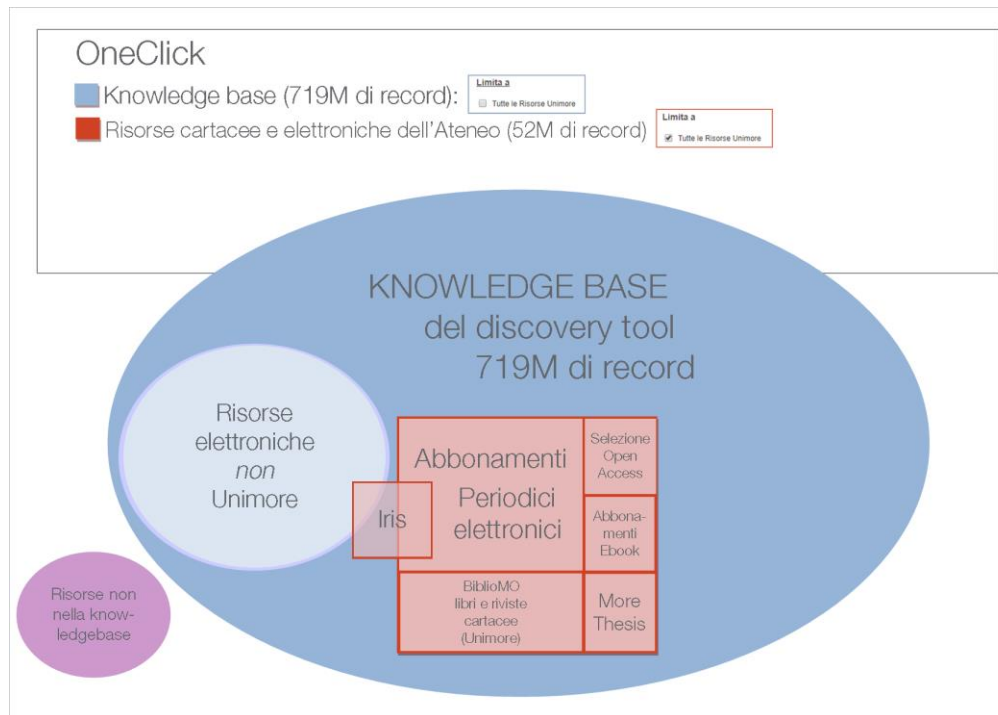 OneClick
Knowledge base (719M di record):
Limita a
Tutte le Risorse Unimore
Risorse cartacee e elettroniche dell'Ateneo (52M di record)
Limita a
Tutte le Risorse Unimore
KNOWLEDGE BASE
del discovery tool
719M di record
Risorse
elettroniche
non
Unimore
Iris
Abbonamenti
Periodici
elettronici
Selezione
Open
Access
Abbona-
menti
Ebook
BiblioMO
libri e riviste
cartacee
(Unimore)
More
Thesis
Risorse non
nella know-
ledgebase